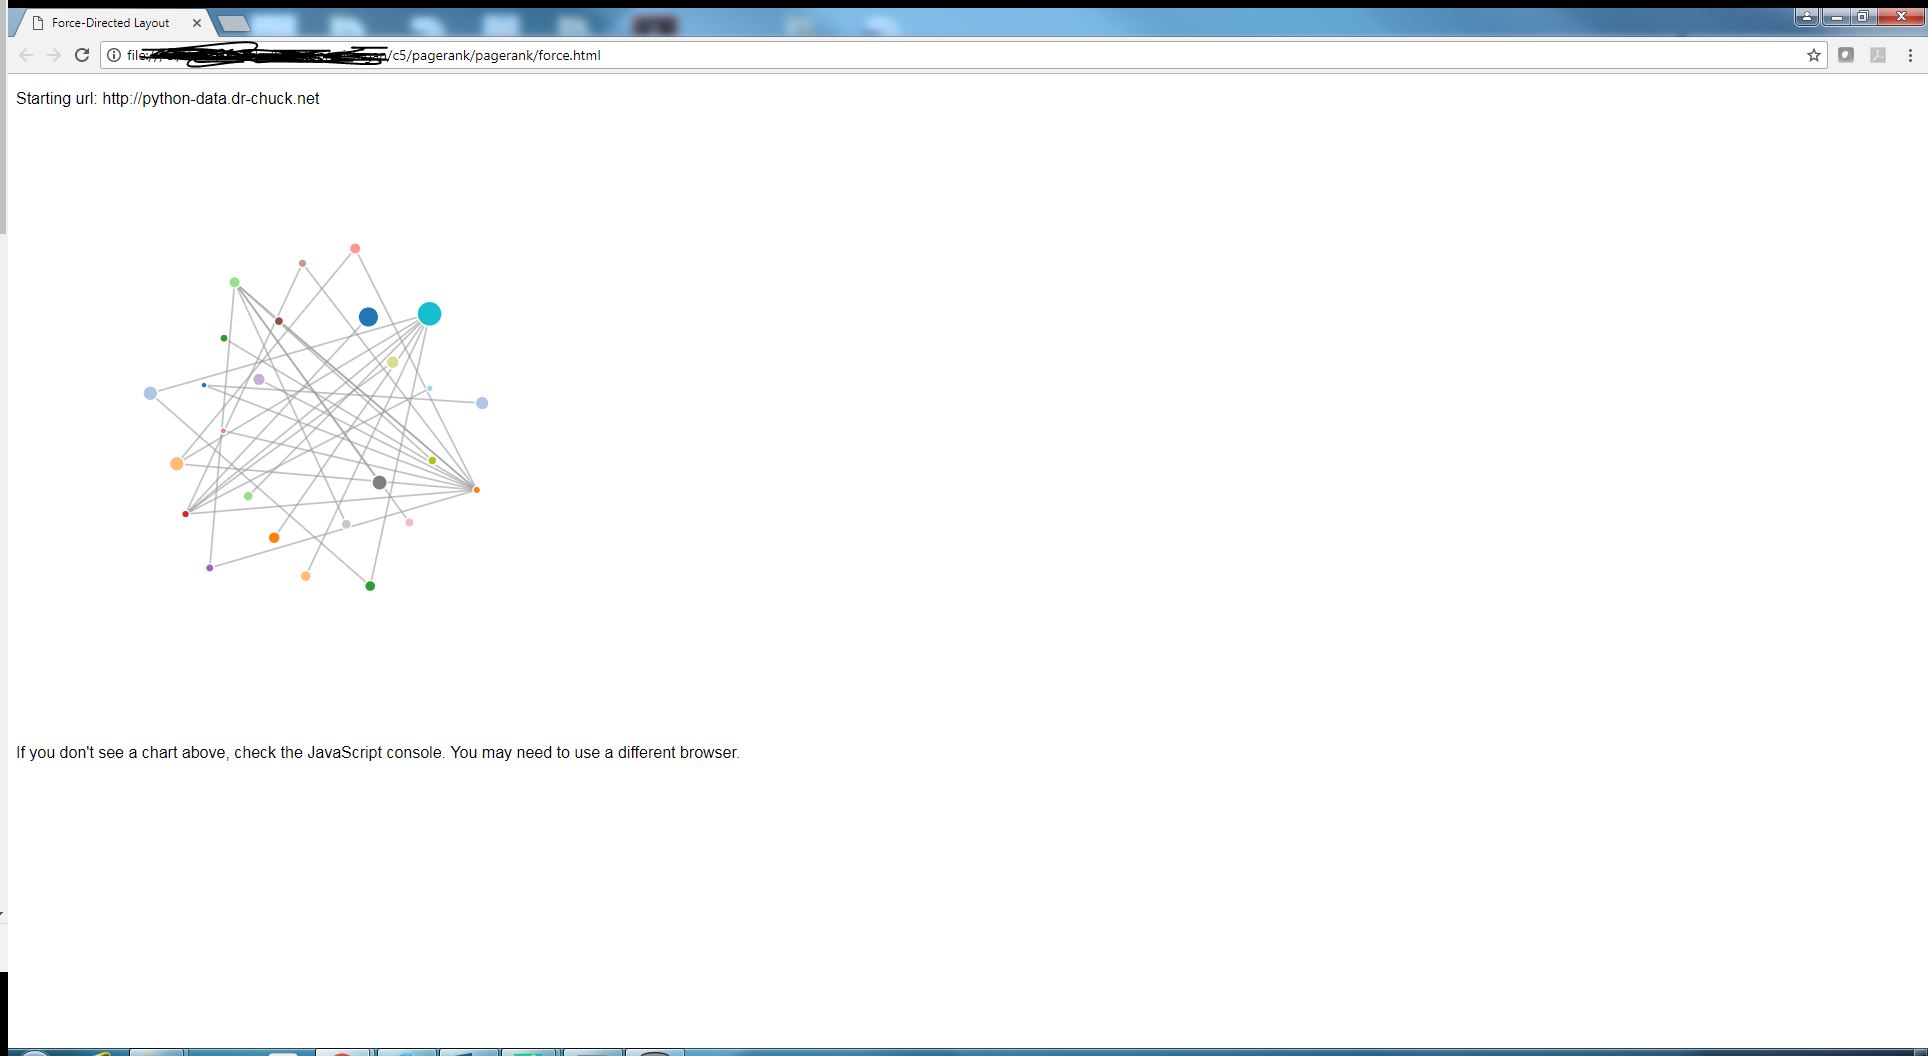 Force-Directed Layout
file:/// /c5/pagerank/pagerank/force.html
Starting url: http://python-data.dr-chuck.net
If you don't see a chart above, check the JavaScript console. You may need to use a different browser.